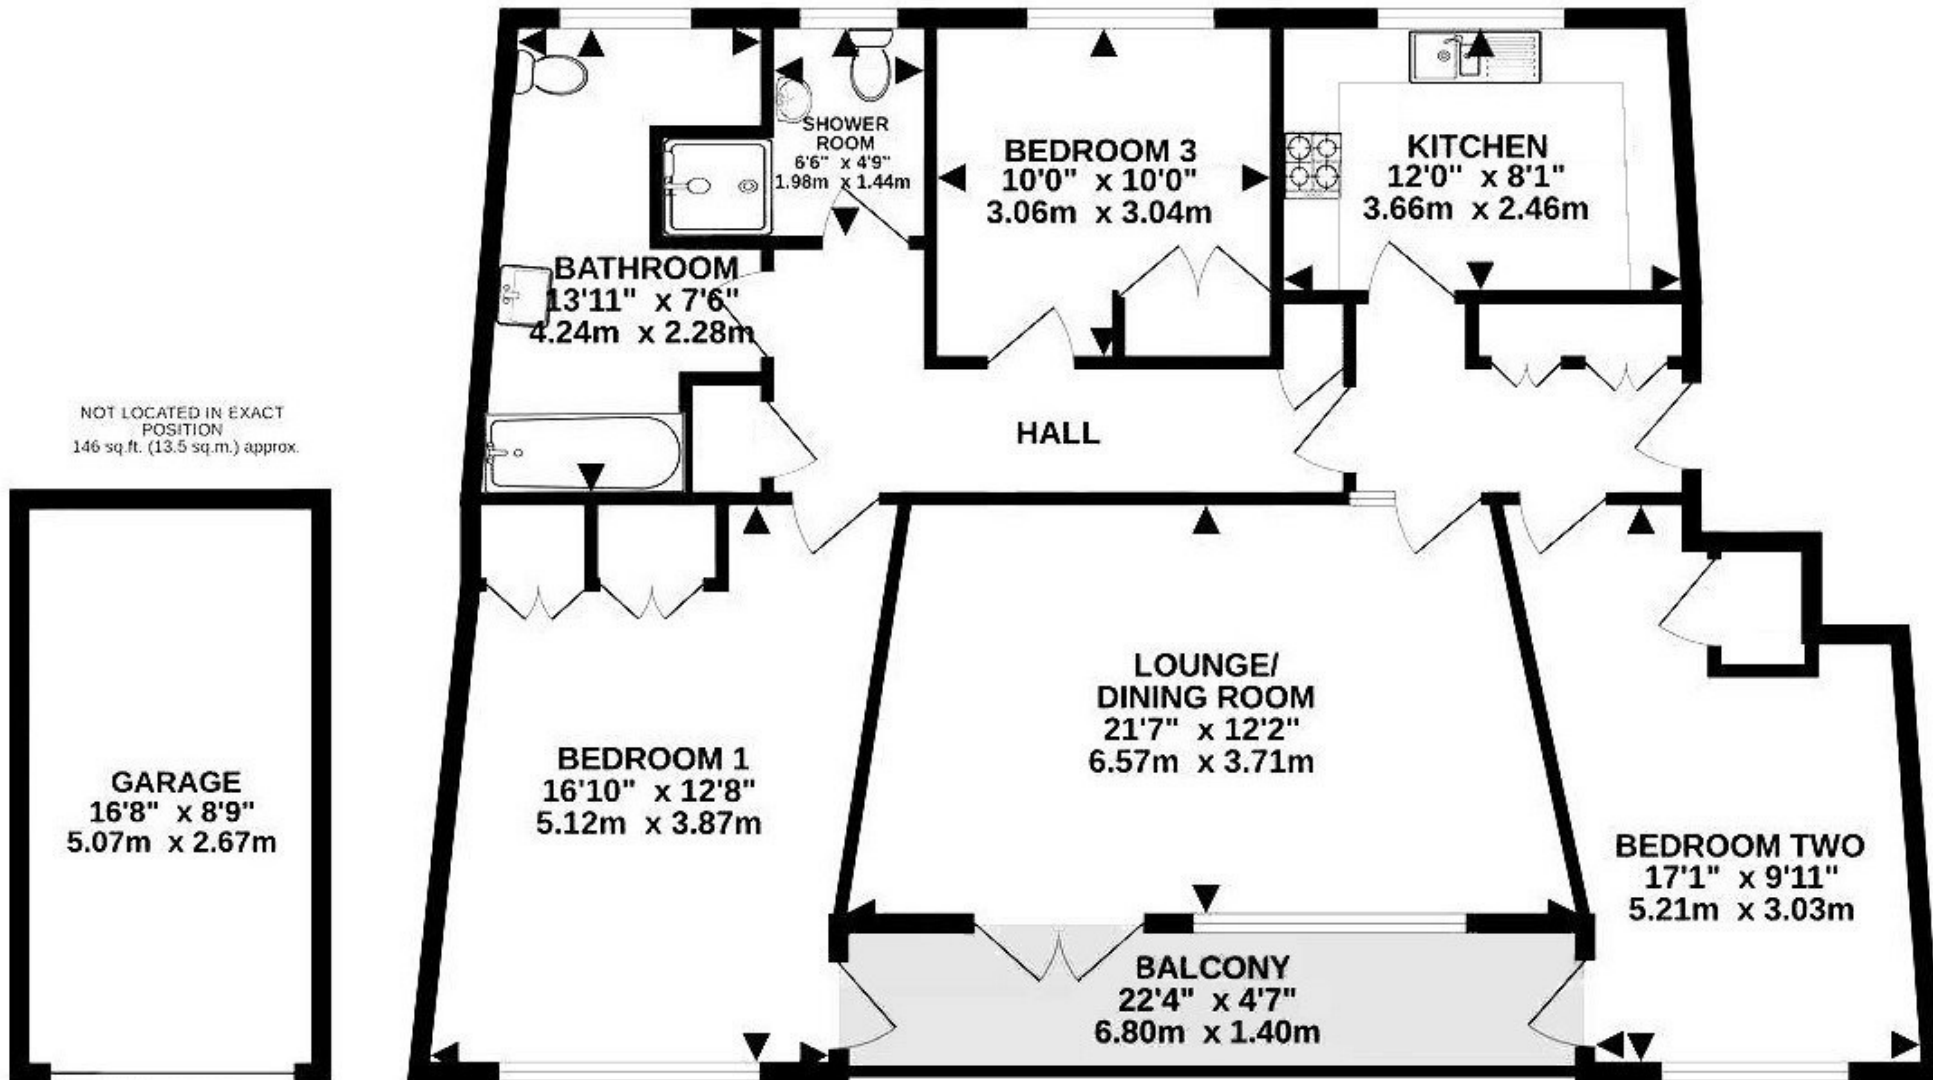 SHOWER
ROOM
6'6" x 4'9"
1.98m x 1.44m
BEDROOM 3
10'0" x 10'0"
3.06m x 3.04m
KITCHEN
12'0" x 8'1"
3.66m x 2.46m
BATHROOM
13'11" x 7'6"
4.24m x 2.28m
NOT LOCATED IN EXACT
POSITION
146 sq.ft. (13.5 sq.m.) approx.
HALL
GARAGE
16'8" x 8'9"
5.07m x 2.67m
BEDROOM 1
16'10" x 12'8"
5.12m x 3.87m
LOUNGE/
DINING ROOM
21'7" x 12'2"
6.57m x 3.71m
BEDROOM TWO
17'1" x 9'11"
5.21m x 3.03m
BALCONY
22'4" x 4'7"
6.80m x 1.40m